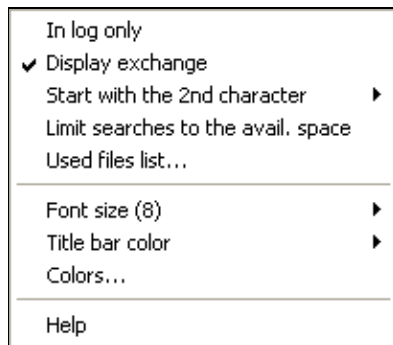 In log only
Display exchange
Start with the 2nd character
Limit searches to the avail. space
Used files list...
Font size (8)
Title bar color
Colors...
Help